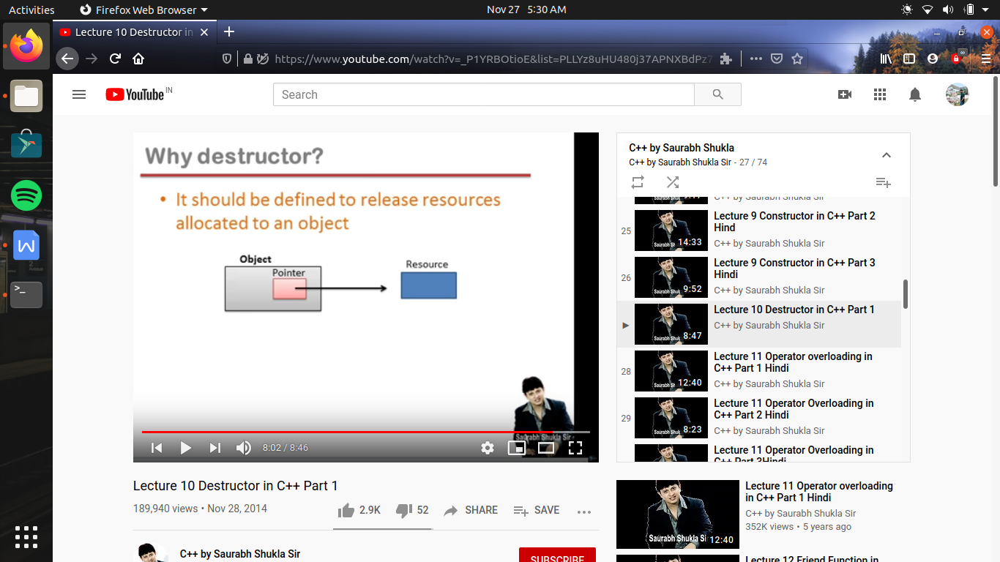 Activities
Firefox Web Browser
Nov 27 5:30 AM
Lecture 10 Destructor in
https://www.youtube.com/watch?v=_P1YRBOtioE&list=PLLYz8uHU480j37APNXBdPz7
YouTube IN
Search
Why destructor?
• It should be defined to release resources
allocated to an object
Object
Pointer
Resource
Saurabh Shukla Sir
8:02 / 8:46
Lecture 10 Destructor in C++ Part 1
189,940 views • Nov 28, 2014
2.9K
52
SHARE
SAVE
C++ by Saurabh Shukla Sir
SUBSCRIBE
C++ by Saurabh Shukla
C++ by Saurabh Shukla Sir - 27 / 74
C++ by Saurabh Shukla Sir
25
14:33
Lecture 9 Constructor in C++ Part 2
Hind
C++ by Saurabh Shukla Sir
26
9:52
Lecture 9 Constructor in C++ Part 3
Hindi
C++ by Saurabh Shukla Sir
8:47
Lecture 10 Destructor in C++ Part 1
C++ by Saurabh Shukla Sir
28
12:40
Lecture 11 Operator overloading in
C++ Part 1 Hindi
C++ by Saurabh Shukla Sir
29
8:23
Lecture 11 Operator Overloading in
C++ Part 2 Hindi
C++ by Saurabh Shukla Sir
Lecture 11 Operator Overloading in
C++ Part 3Hindi
Saurabh Shukla Si
12:40
Lecture 11 Operator overloading
in C++ Part 1 Hindi
C++ by Saurabh Shukla Sir
352K views • 5 years ago
Lecture 12 Friend Function in